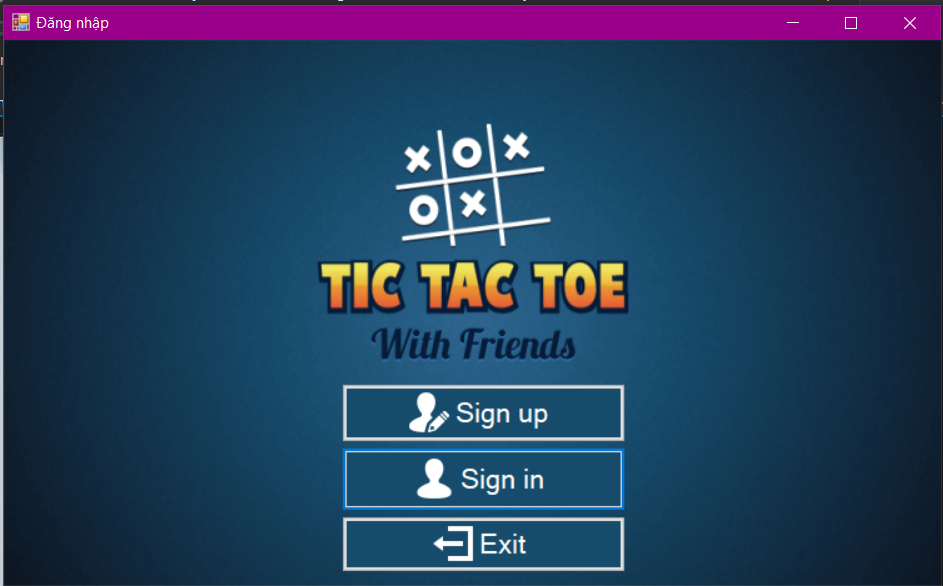 Đăng nhập
X O X
O X
TIC TAC TOE
With Friends
Sign up
Sign in
Exit